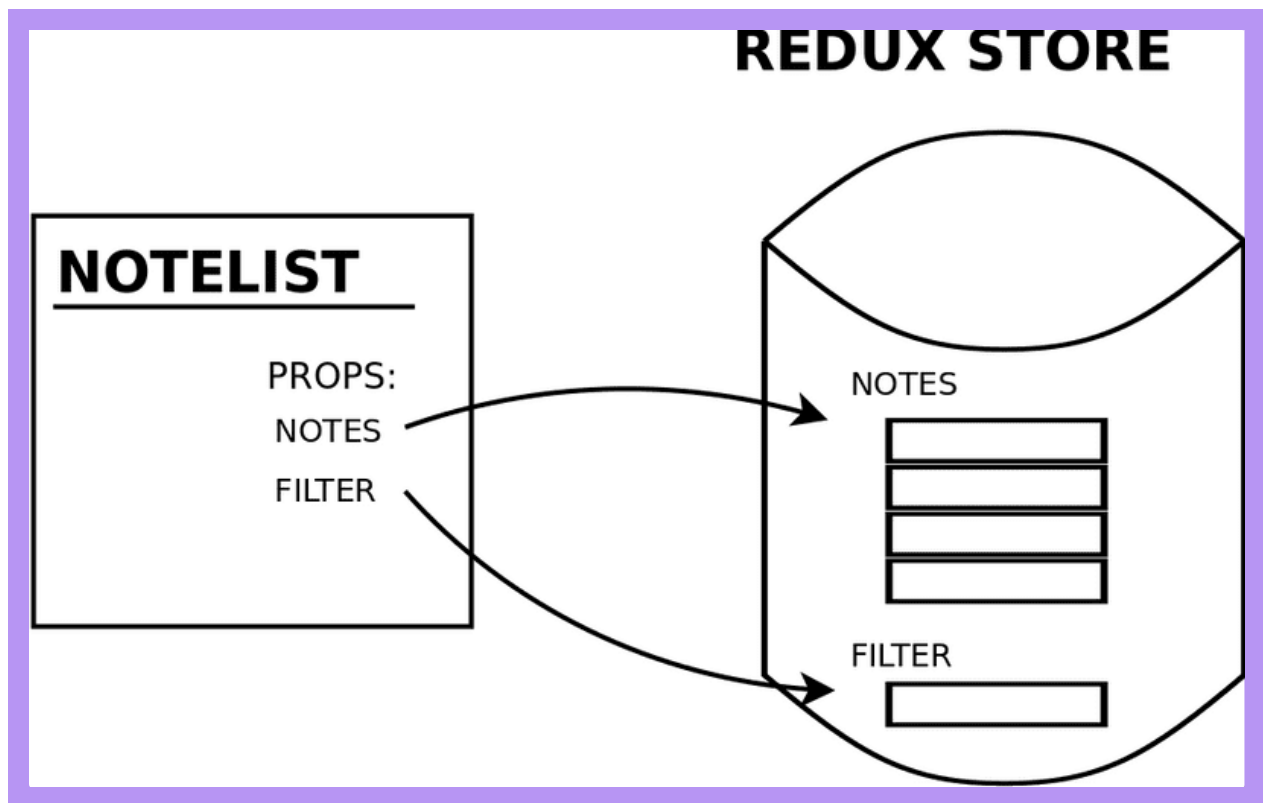 REDUX STORE
NOTELIST
PROPS:
NOTES
FILTER
NOTES
FILTER